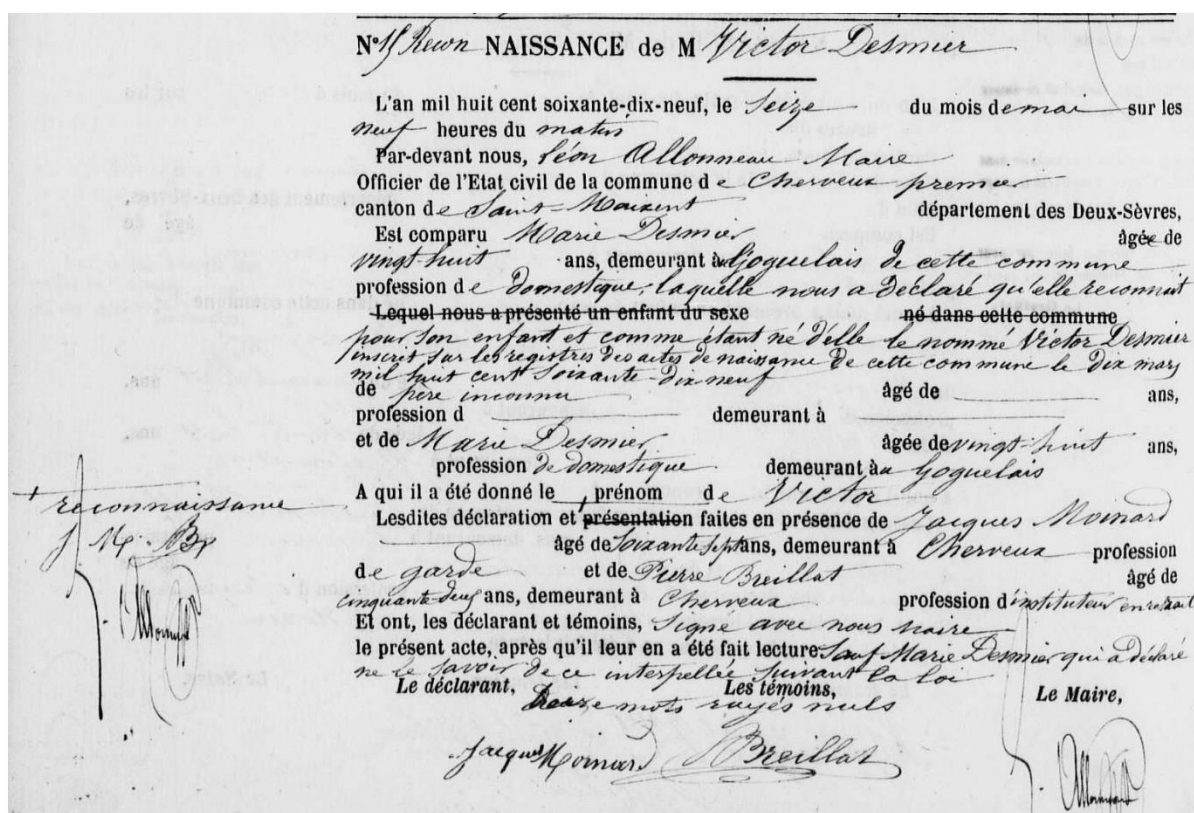 N° 15 Recon NAISSANCE de M Victor Desmier
L'an mil huit cent soixante-dix-neuf, le Seize du mois de mai sur les
neuf heures du matin
Par-devant nous, Léon Allonneau Maire
Officier de l'Etat civil de la commune de Cherveux premier
canton de Saint-Maixent département des Deux-Sèvres,
Est comparu Marie Desmier âgée de
vingt huit ans, demeurant à Goguelais de cette commune
profession de domestique, laquelle nous a déclaré qu'elle reconnait
Lequel nous a présenté un enfant du sexe né dans cette commune
pour son enfant et comme étant né d'elle le nommé Victor Desmier
inscrit sur les registres des actes de naissance de cette commune le dix mars
mil huit cent soixante-dix neuf
de père inconnu âgé de ans,
profession d demeurant à
et de Marie Desmier âgée de vingt-huit ans,
profession de domestique demeurant au Goguelais
A qui il a été donné le prénom de Victor
reconnaissance
Lesdites déclaration et présentation faites en présence de Jacques Moinard
âgé de soixante sept ans, demeurant à Cherveux profession
de garde et de Pierre Breillat âgé de
cinquante deux ans, demeurant à Cherveux profession d'instituteur en retrait
Et ont, les déclarant et témoins, signé avec nous maire
le présent acte, après qu'il leur en a été fait lecture. Sauf Marie Desmier qui a déclaré
ne le savoir de ce interpellée suivant la loi
Le déclarant, Les témoins, Le Maire,
mots rayés nuls
Jacques Moinard Breillat